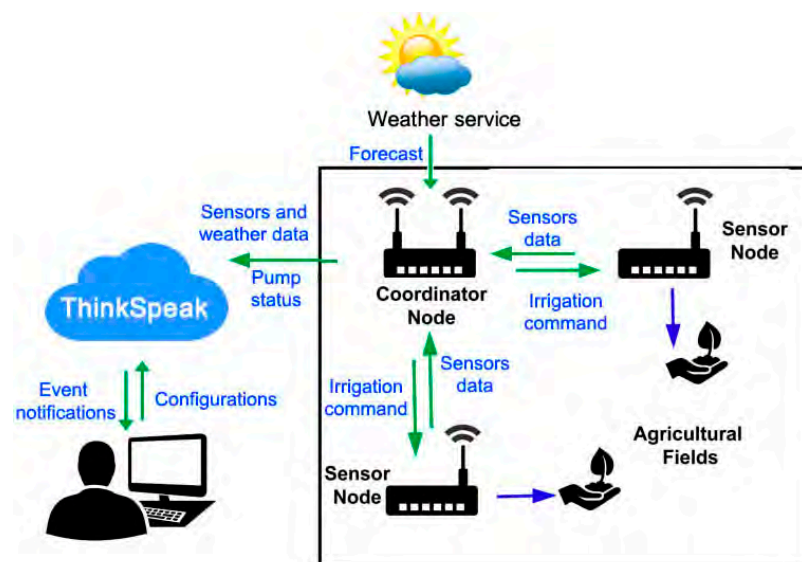 Weather service
Forecast
Sensors and
weather data
Pump
status
ThinkSpeak
Event
notifications
Configurations
Coordinator
Node
Sensors
data
Irrigation
command
Sensor
Node
Irrigation
command
Sensors
data
Sensor
Node
Agricultural
Fields